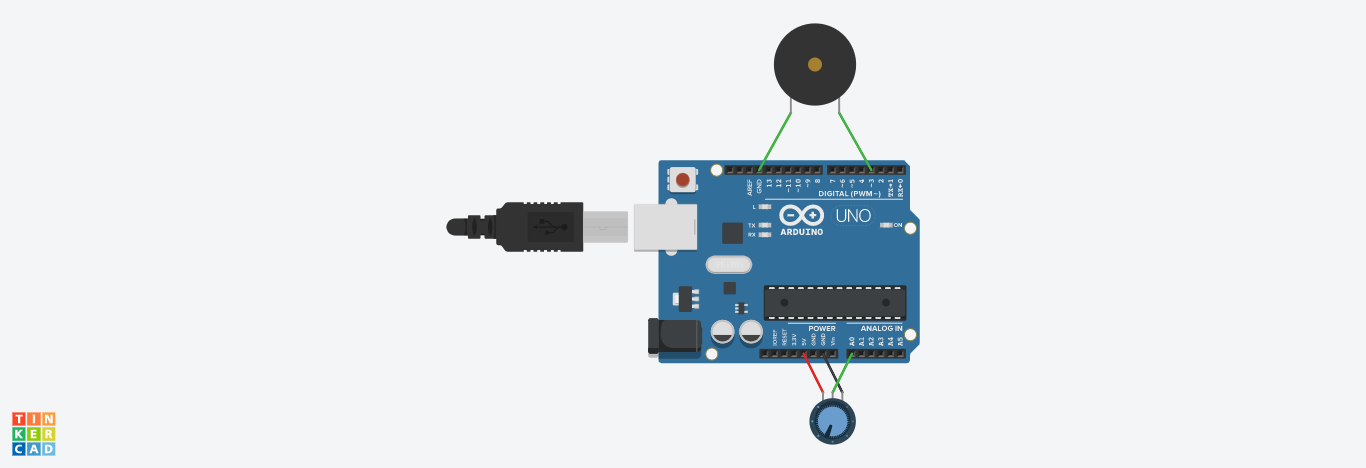 AREF
GND
13
12
~11
~10
~9
8
7
~6
~5
4
~3
2
TX→1
RX←0
DIGITAL (PWM~)
L
TX
RX
UNO
ON
ARDUINO
POWER
ANALOG IN
IOREF
RESET
3.3V
5V
GND
GND
Vin
A0
A1
A2
A3
A4
A5
TIN
KER
CAD